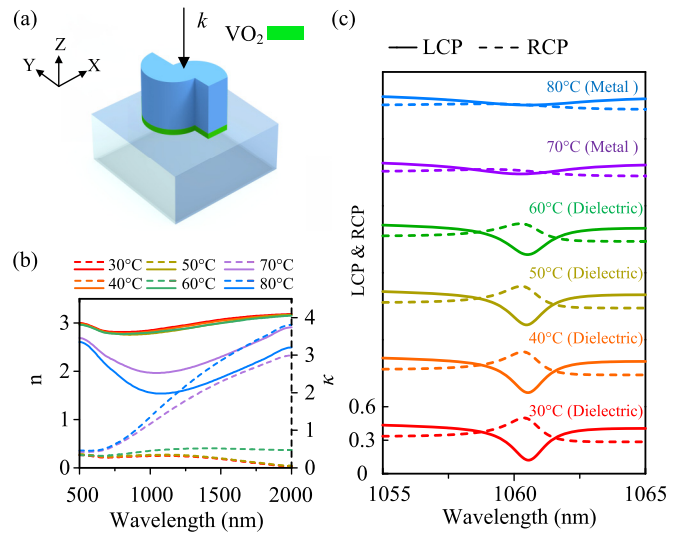 (a)
k
VO₂
Z
Y
X
(b)
30°C
50°C
70°C
40°C
60°C
80°C
n
3
2
1
0
κ
4
3
2
1
0
500
1000
1500
2000
Wavelength (nm)
(c)
LCP
RCP
LCP & RCP
80°C (Metal )
70°C (Metal )
60°C (Dielectric)
50°C (Dielectric)
40°C (Dielectric)
30°C (Dielectric)
0.6
0.3
0
1055
1060
1065
Wavelength (nm)